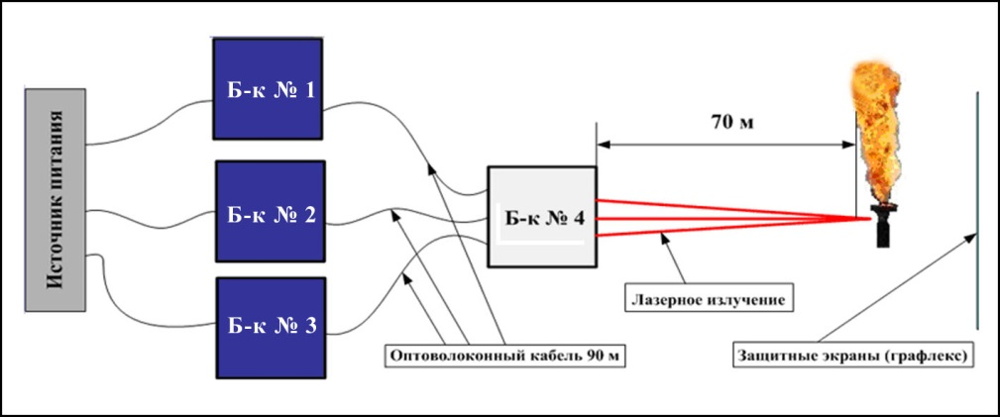 Источник питания
Б-к № 1
Б-к № 2
Б-к № 3
Б-к № 4
70 м
Лазерное излучение
Оптоволоконный кабель 90 м
Защитные экраны (графлекс)